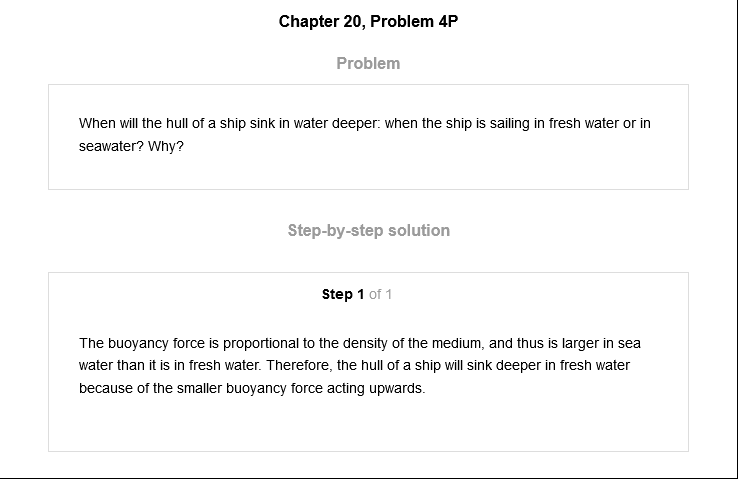 Chapter 20, Problem 4P
Problem
When will the hull of a ship sink in water deeper: when the ship is sailing in fresh water or in
seawater? Why?
Step-by-step solution
Step 1 of 1
The buoyancy force is proportional to the density of the medium, and thus is larger in sea
water than it is in fresh water. Therefore, the hull of a ship will sink deeper in fresh water
because of the smaller buoyancy force acting upwards.